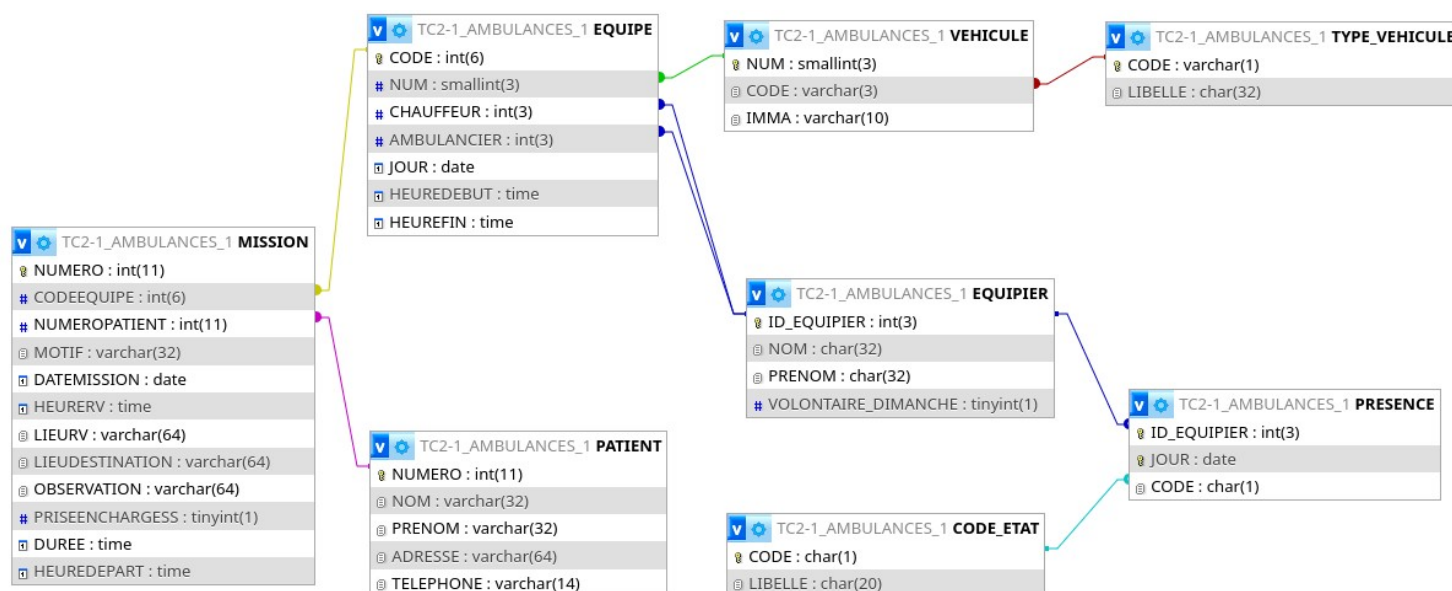 TC2-1_AMBULANCES_1 EQUIPE
CODE : int(6)
NUM : smallint(3)
CHAUFFEUR : int(3)
AMBULANCIER : int(3)
JOUR : date
HEUREDEBUT : time
HEUREFIN : time
TC2-1_AMBULANCES_1 VEHICULE
NUM : smallint(3)
CODE : varchar(3)
IMMA : varchar(10)
TC2-1_AMBULANCES_1 TYPE_VEHICULE
CODE : varchar(1)
LIBELLE : char(32)
TC2-1_AMBULANCES_1 MISSION
NUMERO : int(11)
CODEEQUIPE : int(6)
NUMEROPATIENT : int(11)
MOTIF : varchar(32)
DATEMISSION : date
HEURERV : time
LIEURV : varchar(64)
LIEUDESTINATION : varchar(64)
OBSERVATION : varchar(64)
PRISEENCHARGESS : tinyint(1)
DUREE : time
HEUREDEPART : time
TC2-1_AMBULANCES_1 EQUIPIER
ID_EQUIPIER : int(3)
NOM : char(32)
PRENOM : char(32)
VOLONTAIRE_DIMANCHE : tinyint(1)
TC2-1_AMBULANCES_1 PRESENCE
ID_EQUIPIER : int(3)
JOUR : date
CODE : char(1)
TC2-1_AMBULANCES_1 PATIENT
NUMERO : int(11)
NOM : varchar(32)
PRENOM : varchar(32)
ADRESSE : varchar(64)
TELEPHONE : varchar(14)
TC2-1_AMBULANCES_1 CODE_ETAT
CODE : char(1)
LIBELLE : char(20)